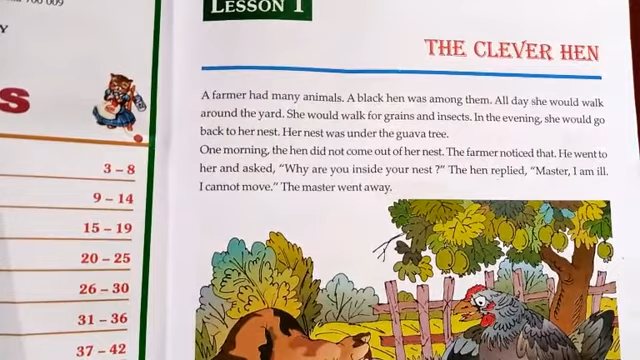 700 009
Y
S
3 – 8
9 – 14
15 – 19
20 – 25
26 – 30
31 – 36
37 – 42
LESSON 1
THE CLEVER HEN
A farmer had many animals. A black hen was among them. All day she would walk
around the yard. She would walk for grains and insects. In the evening, she would go
back to her nest. Her nest was under the guava tree.
One morning, the hen did not come out of her nest. The farmer noticed that. He went to
her and asked, “Why are you inside your nest ?” The hen replied, “Master, I am ill.
I cannot move.” The master went away.